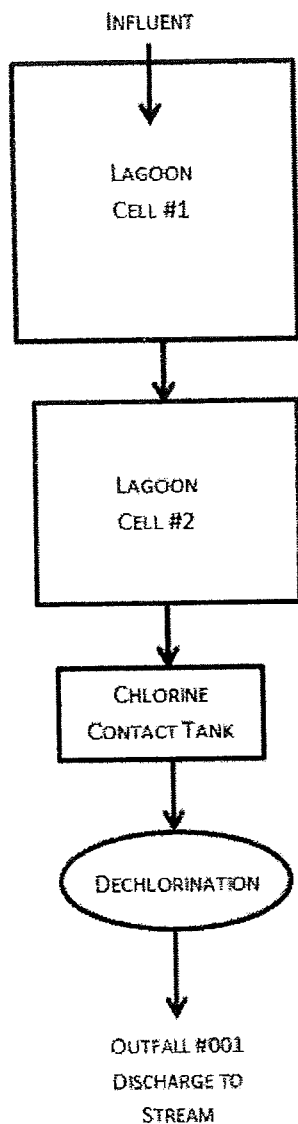 INFLUENT
LAGOON
CELL #1
LAGOON
CELL #2
CHLORINE
CONTACT TANK
DECHLORINATION
OUTFALL #001
DISCHARGE TO
STREAM